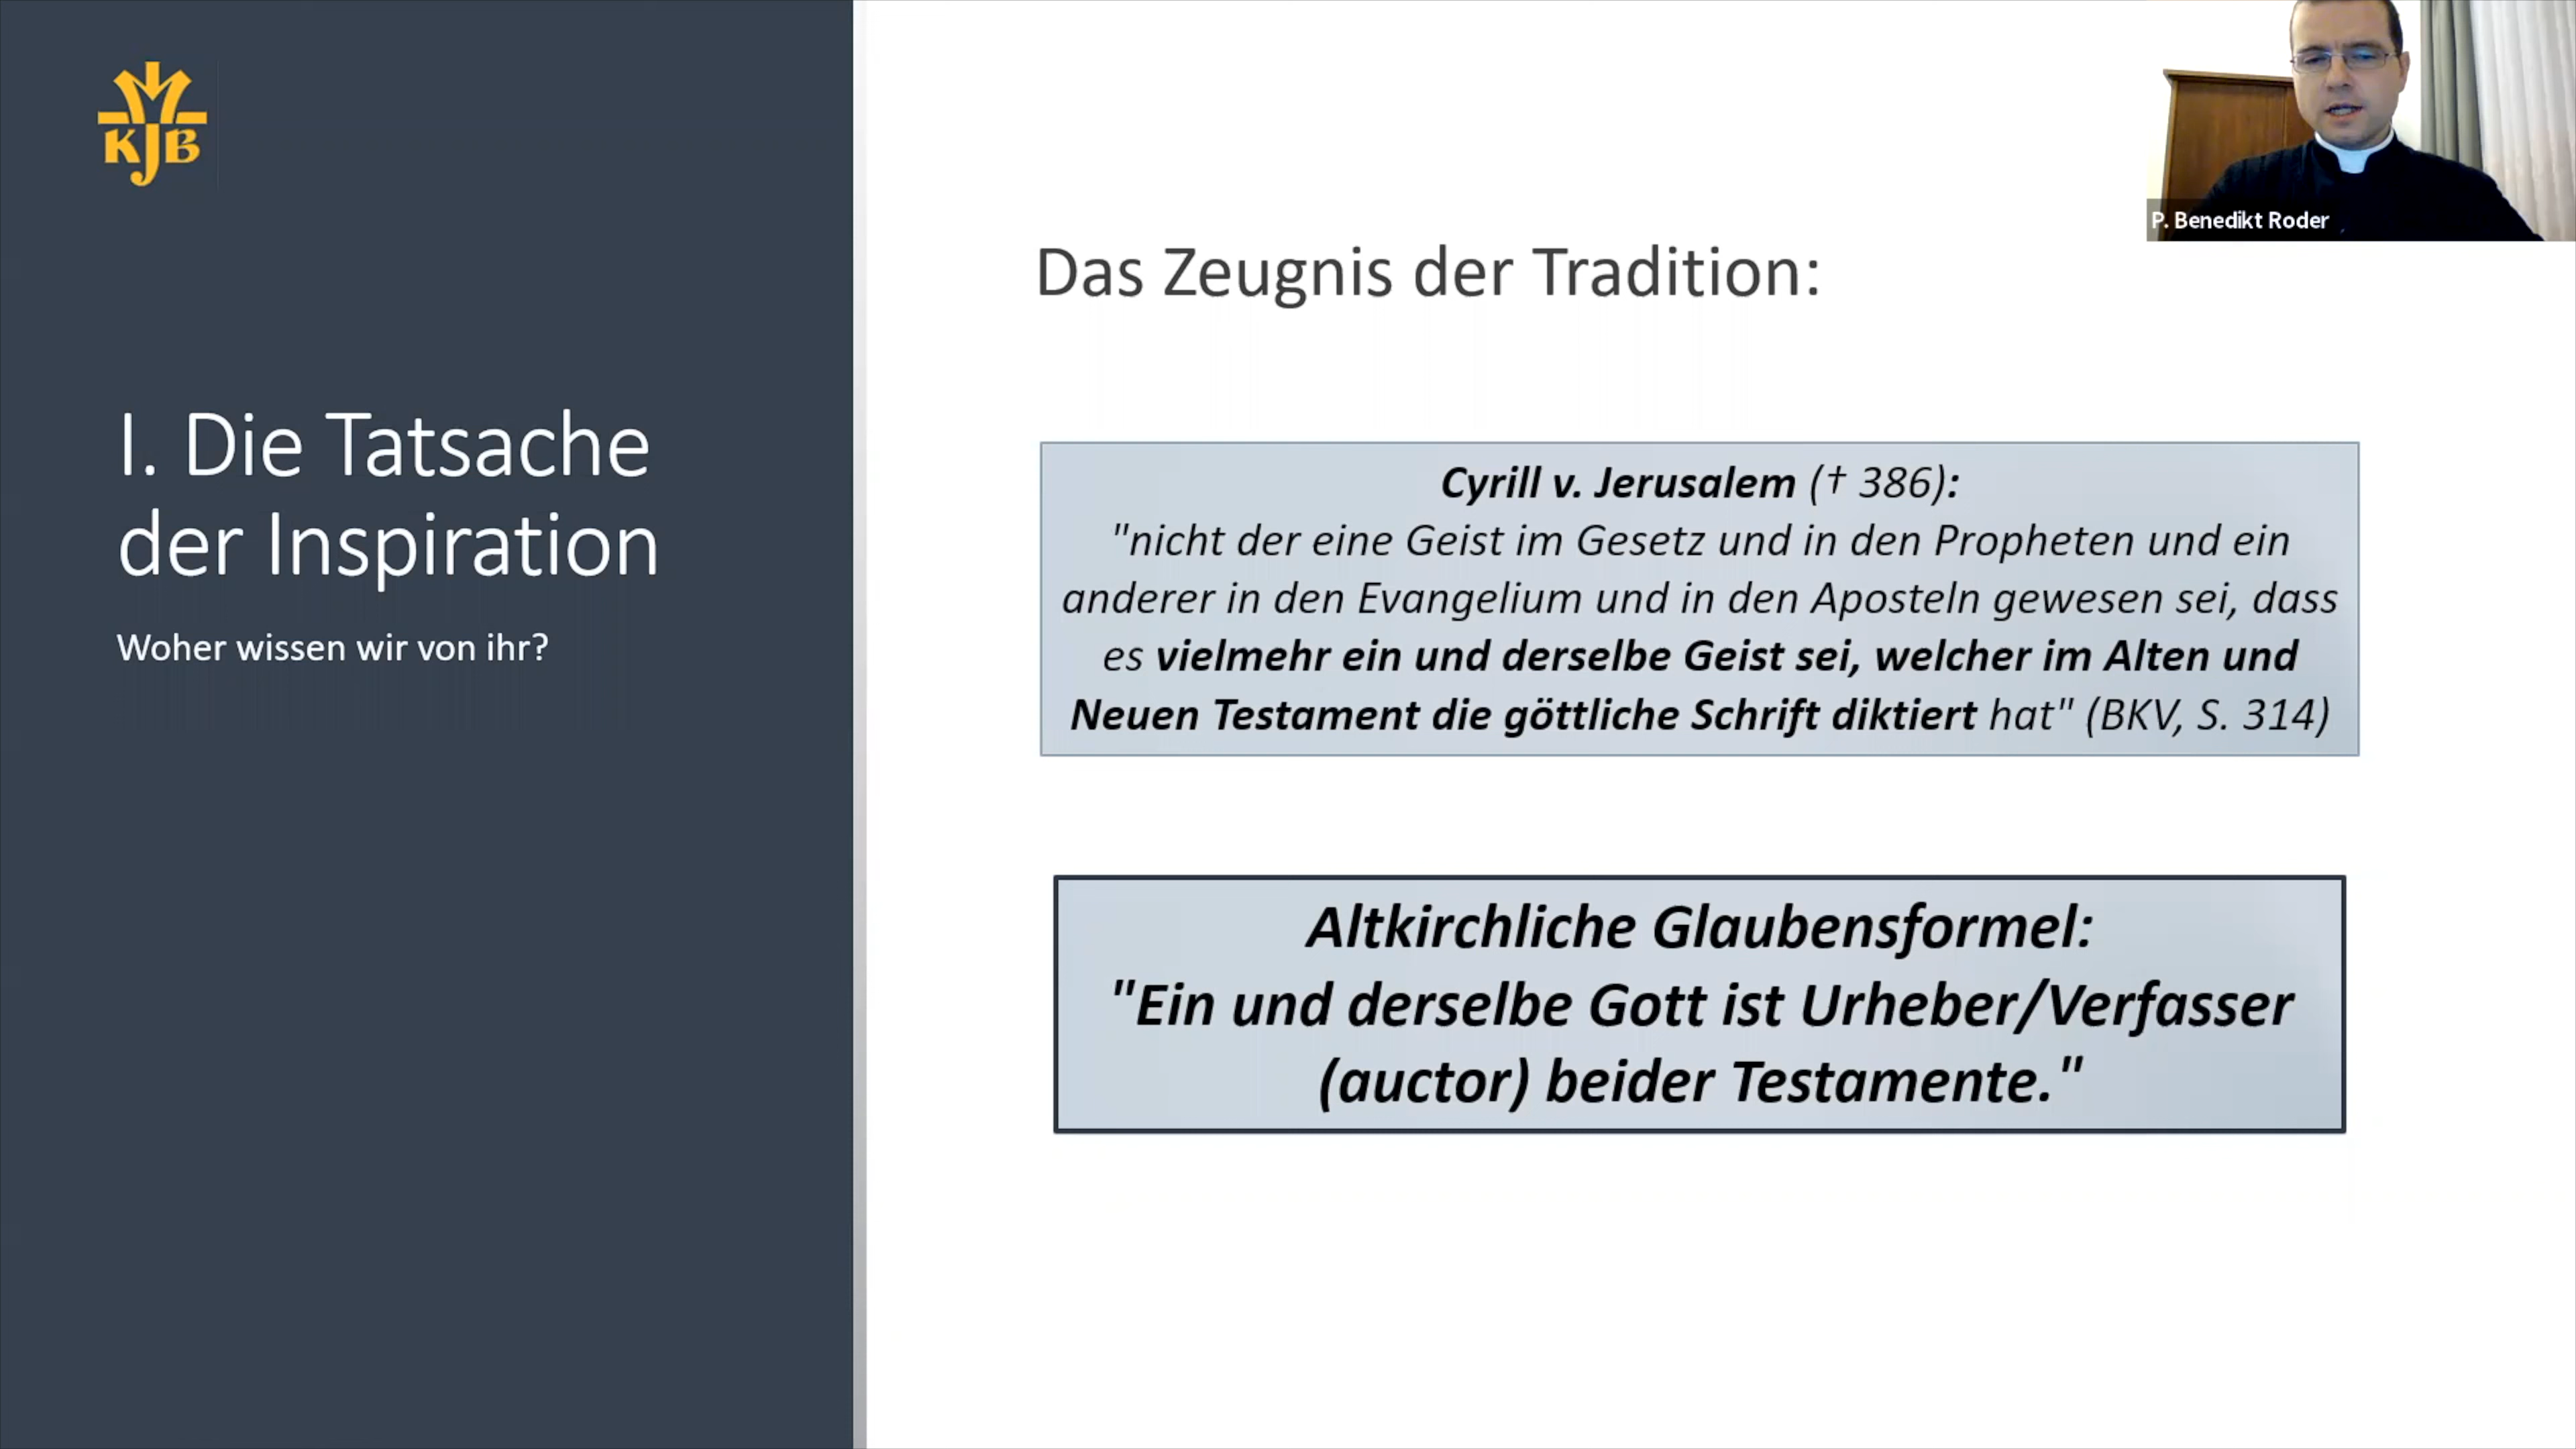 KJB
I. Die Tatsache
der Inspiration
Woher wissen wir von ihr?
P. Benedikt Roder
Das Zeugnis der Tradition:
Cyrill v. Jerusalem († 386):
"nicht der eine Geist im Gesetz und in den Propheten und ein
anderer in den Evangelium und in den Aposteln gewesen sei, dass
es vielmehr ein und derselbe Geist sei, welcher im Alten und
Neuen Testament die göttliche Schrift diktiert hat" (BKV, S. 314)
Altkirchliche Glaubensformel:
"Ein und derselbe Gott ist Urheber/Verfasser
(auctor) beider Testamente."